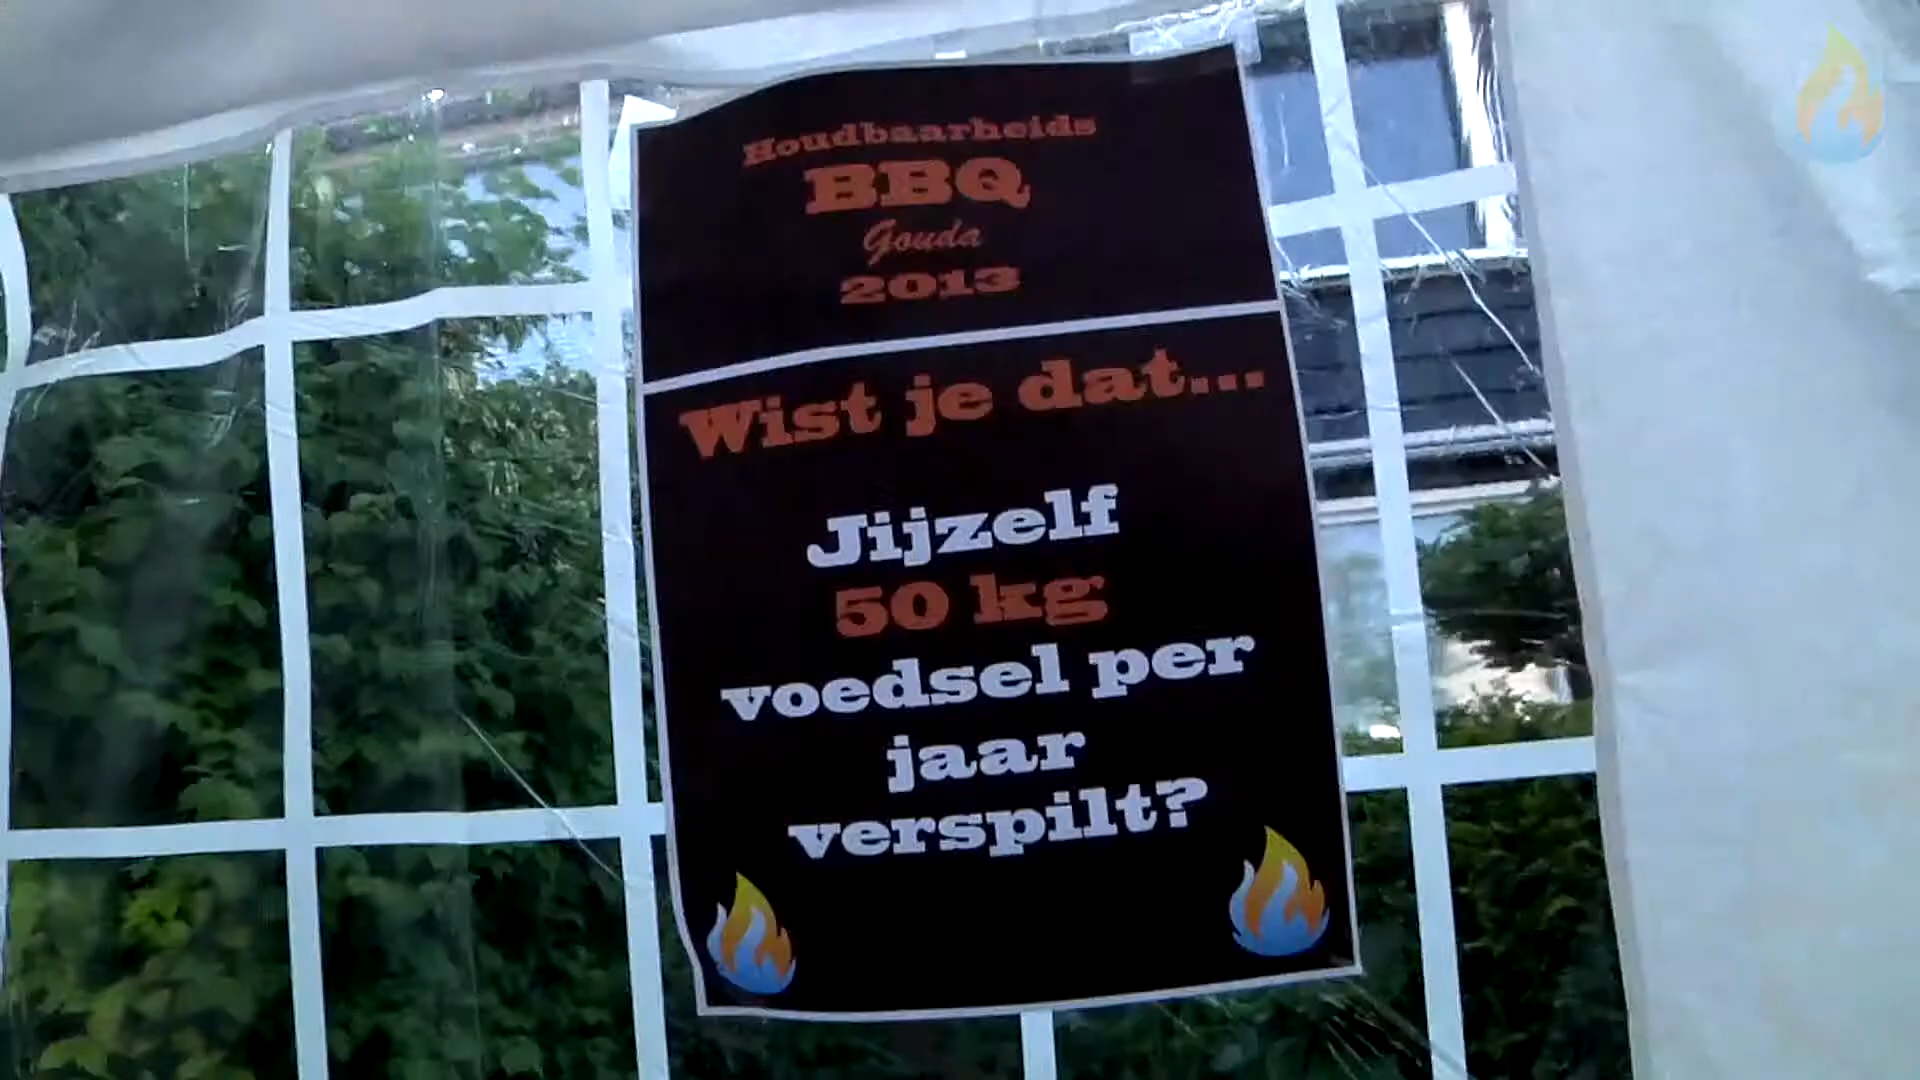 Houdbaarheids
BBQ
Gouda
2013
Wist je dat...
Jijzelf
50 kg
voedsel per
jaar
verspilt?